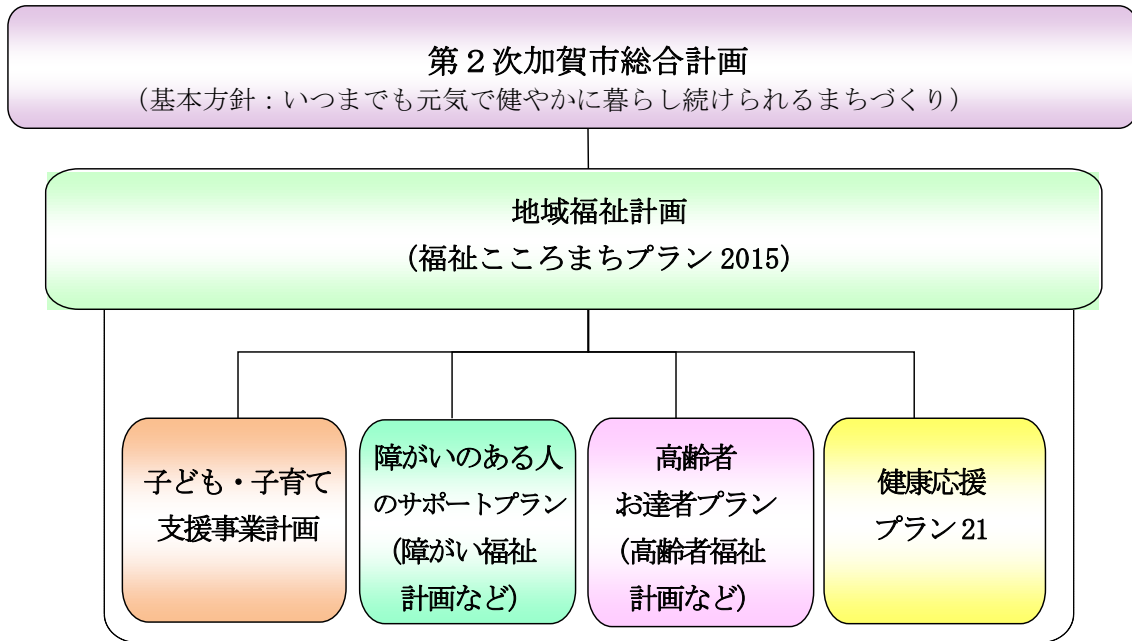 第２次加賀市総合計画
（基本方針：いつまでも元気で健やかに暮らし続けられるまちづくり）
地域福祉計画
（福祉こころまちプラン 2015）
子ども・子育て
支援事業計画
障がいのある人
のサポートプラン
（障がい福祉
計画など）
高齢者
お達者プラン
（高齢者福祉
計画など）
健康応援
プラン 21